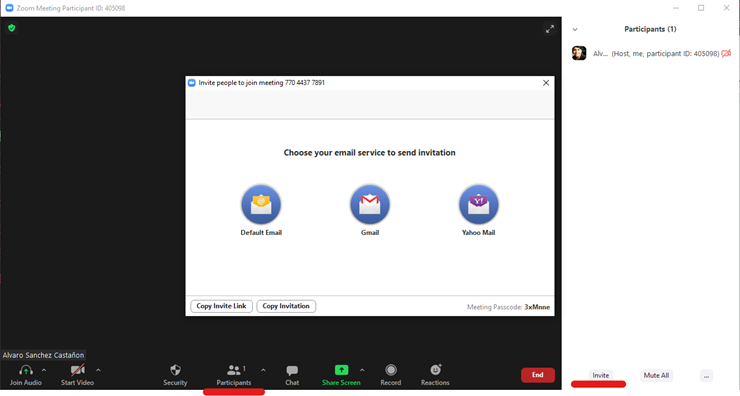 Zoom Meeting Participant ID: 405098
Participants (1)
Alv... (Host, me, participant ID: 405098)
Invite people to join meeting 770 4437 7891
Choose your email service to send invitation
Default Email
Gmail
Yahoo Mail
Copy Invite Link
Copy Invitation
Meeting Passcode: 3xMnne
Alvaro Sanchez Castañon
Join Audio
Start Video
Security
Participants
1
Chat
Share Screen
Record
Reactions
End
Invite
Mute All
...